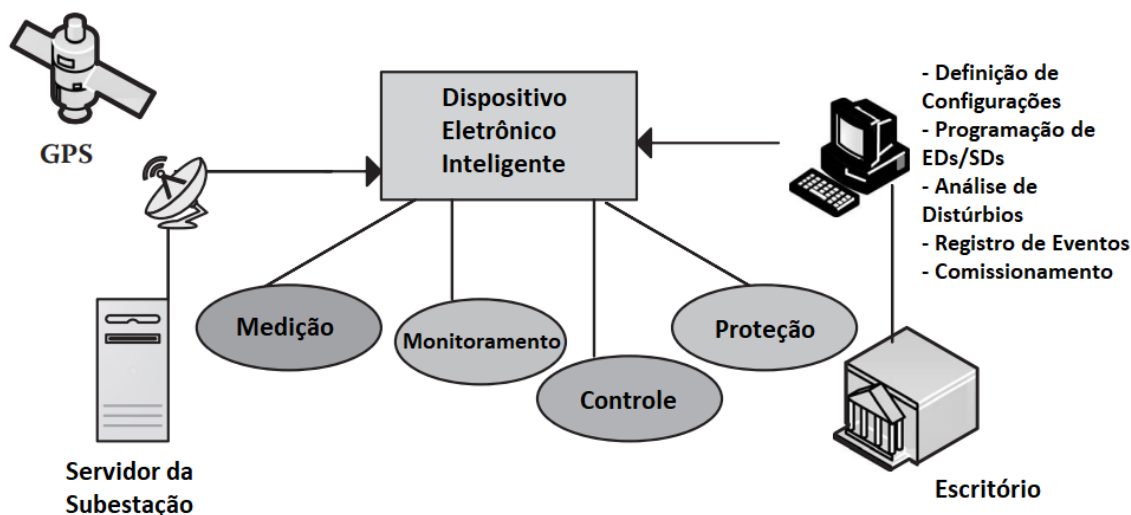 GPS
Dispositivo
Eletrônico
Inteligente
- Definição de
Configurações
- Programação de
EDs/SDs
- Análise de
Distúrbios
- Registro de Eventos
- Comissionamento
Medição
Monitoramento
Controle
Proteção
Servidor da
Subestação
Escritório